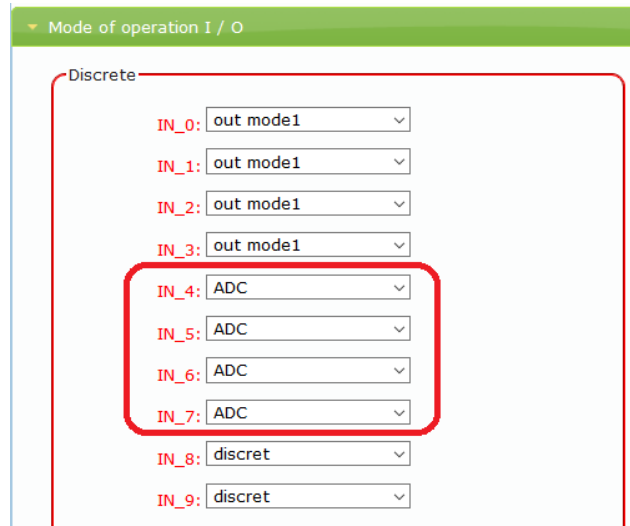 Mode of operation I / O
Discrete
IN_0: out mode1
IN_1: out mode1
IN_2: out mode1
IN_3: out mode1
IN_4: ADC
IN_5: ADC
IN_6: ADC
IN_7: ADC
IN_8: discret
IN_9: discret